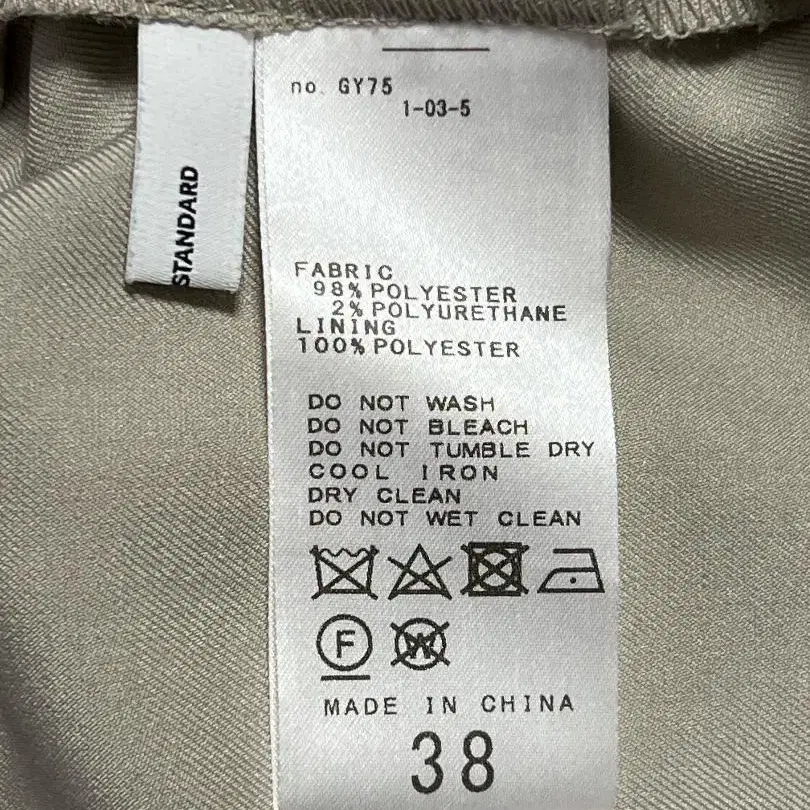 STANDARD
no. GY75
1-03-5
FABRIC
98% POLYESTER
2% POLYURETHANE
LINING
100% POLYESTER
DO NOT WASH
DO NOT BLEACH
DO NOT TUMBLE DRY
COOL IRON
DRY CLEAN
DO NOT WET CLEAN
F W
MADE IN CHINA
38